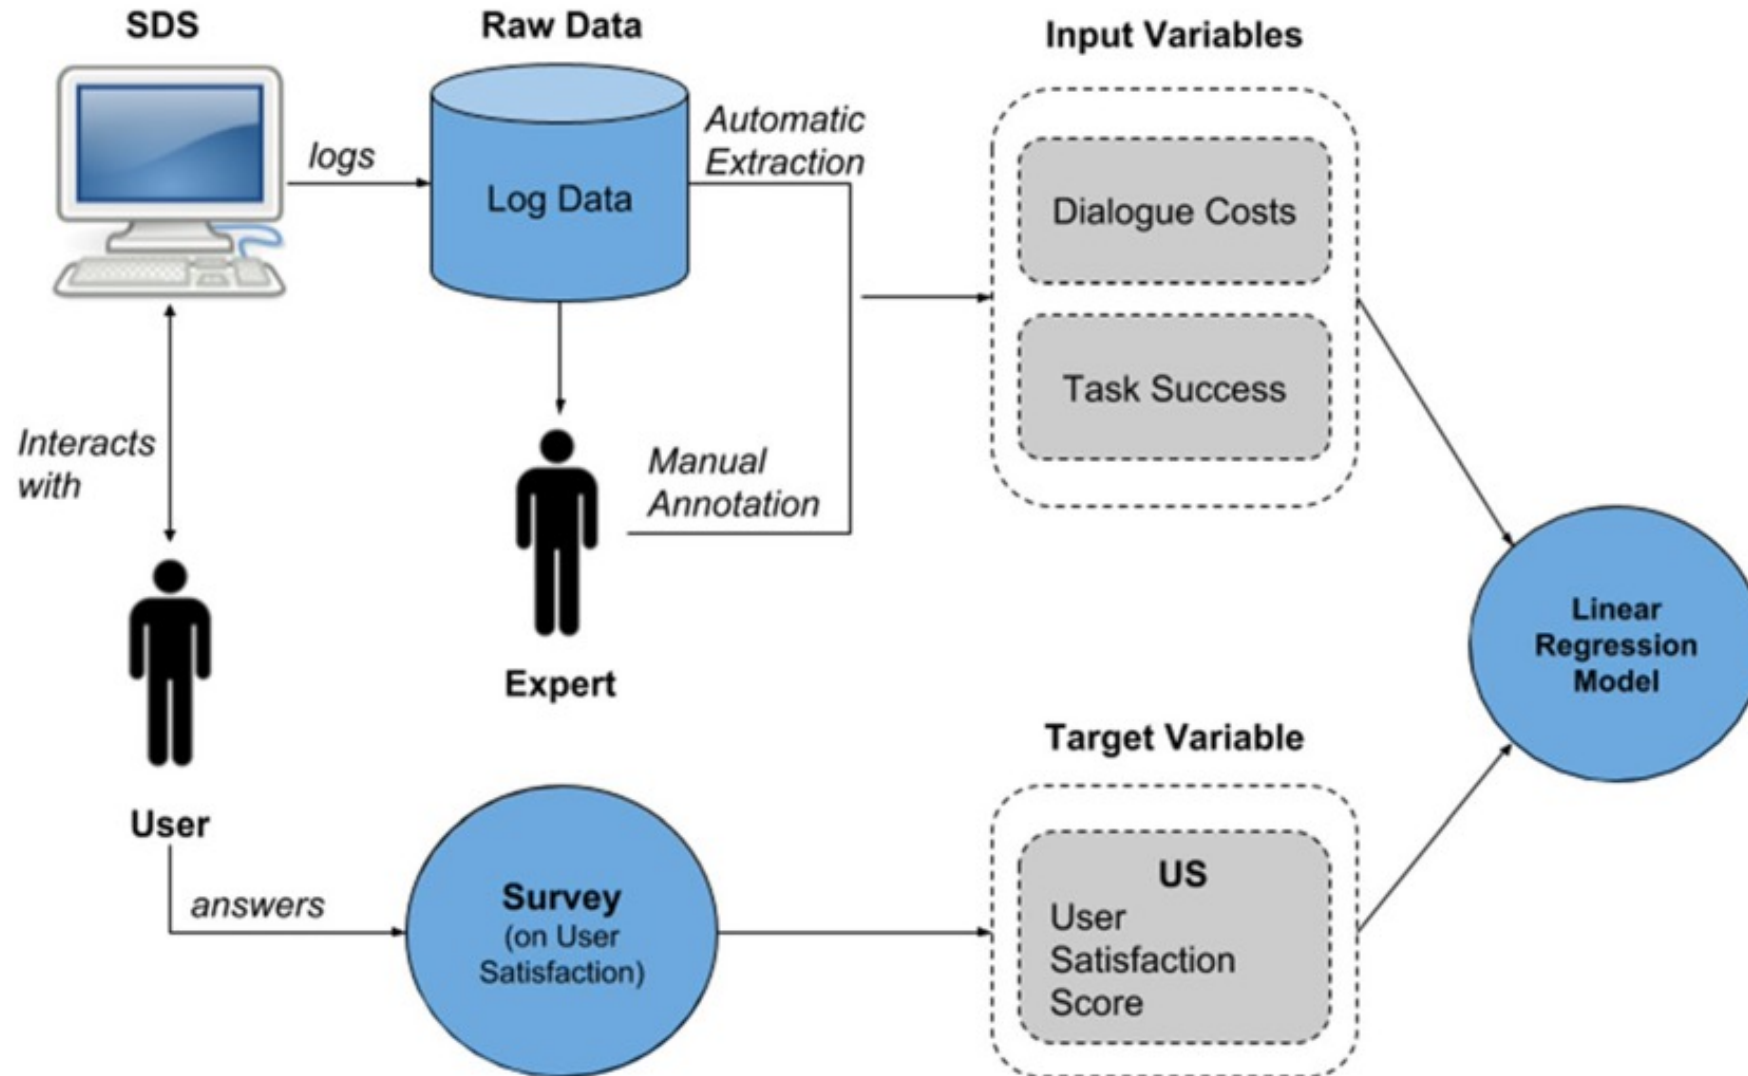 SDS
Raw Data
Input Variables
logs
Log Data
Automatic
Extraction
Dialogue Costs
Task Success
Interacts
with
Manual
Annotation
Expert
User
answers
Survey
(on User
Satisfaction)
Target Variable
US
User
Satisfaction
Score
Linear
Regression
Model